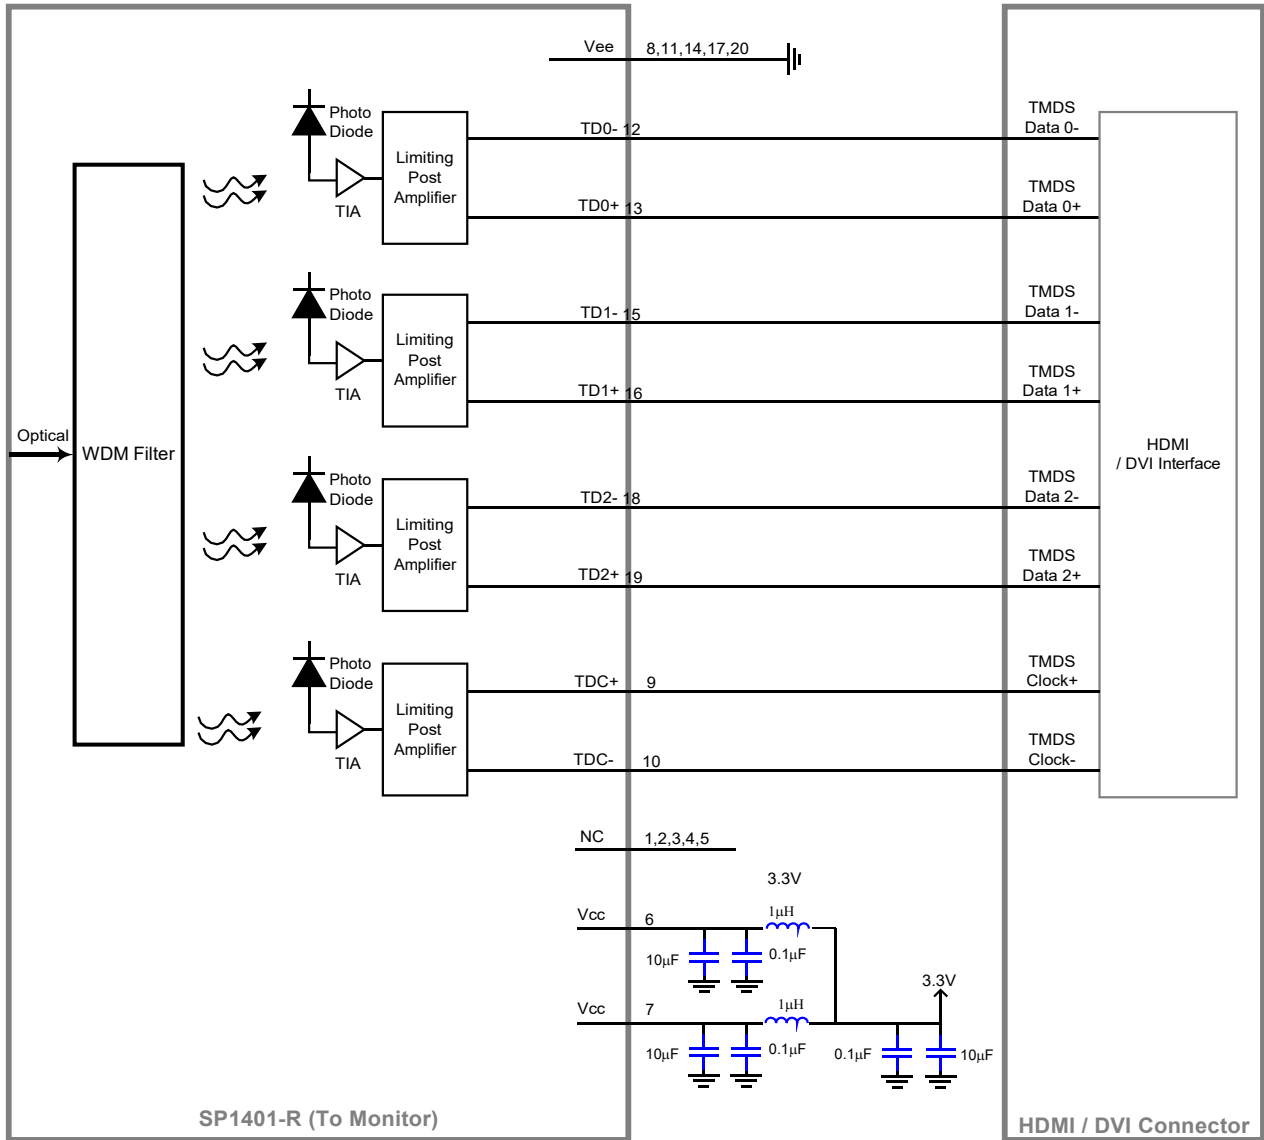 Vee 8,11,14,17,20
Photo
Diode
TIA
Limiting
Post
Amplifier
TD0- 12
TD0+ 13
TMDS
Data 0-
TMDS
Data 0+
Photo
Diode
TIA
Limiting
Post
Amplifier
TD1- 15
TD1+ 16
TMDS
Data 1-
TMDS
Data 1+
Optical
WDM Filter
HDMI
/ DVI Interface
Photo
Diode
TIA
Limiting
Post
Amplifier
TD2- 18
TD2+ 19
TMDS
Data 2-
TMDS
Data 2+
Photo
Diode
TIA
Limiting
Post
Amplifier
TDC+ 9
TDC- 10
TMDS
Clock+
TMDS
Clock-
NC 1,2,3,4,5
3.3V
Vcc 6
1µH
10µF
0.1µF
3.3V
Vcc 7
1µH
10µF
0.1µF
0.1µF
10µF
SP1401-R (To Monitor)
HDMI / DVI Connector